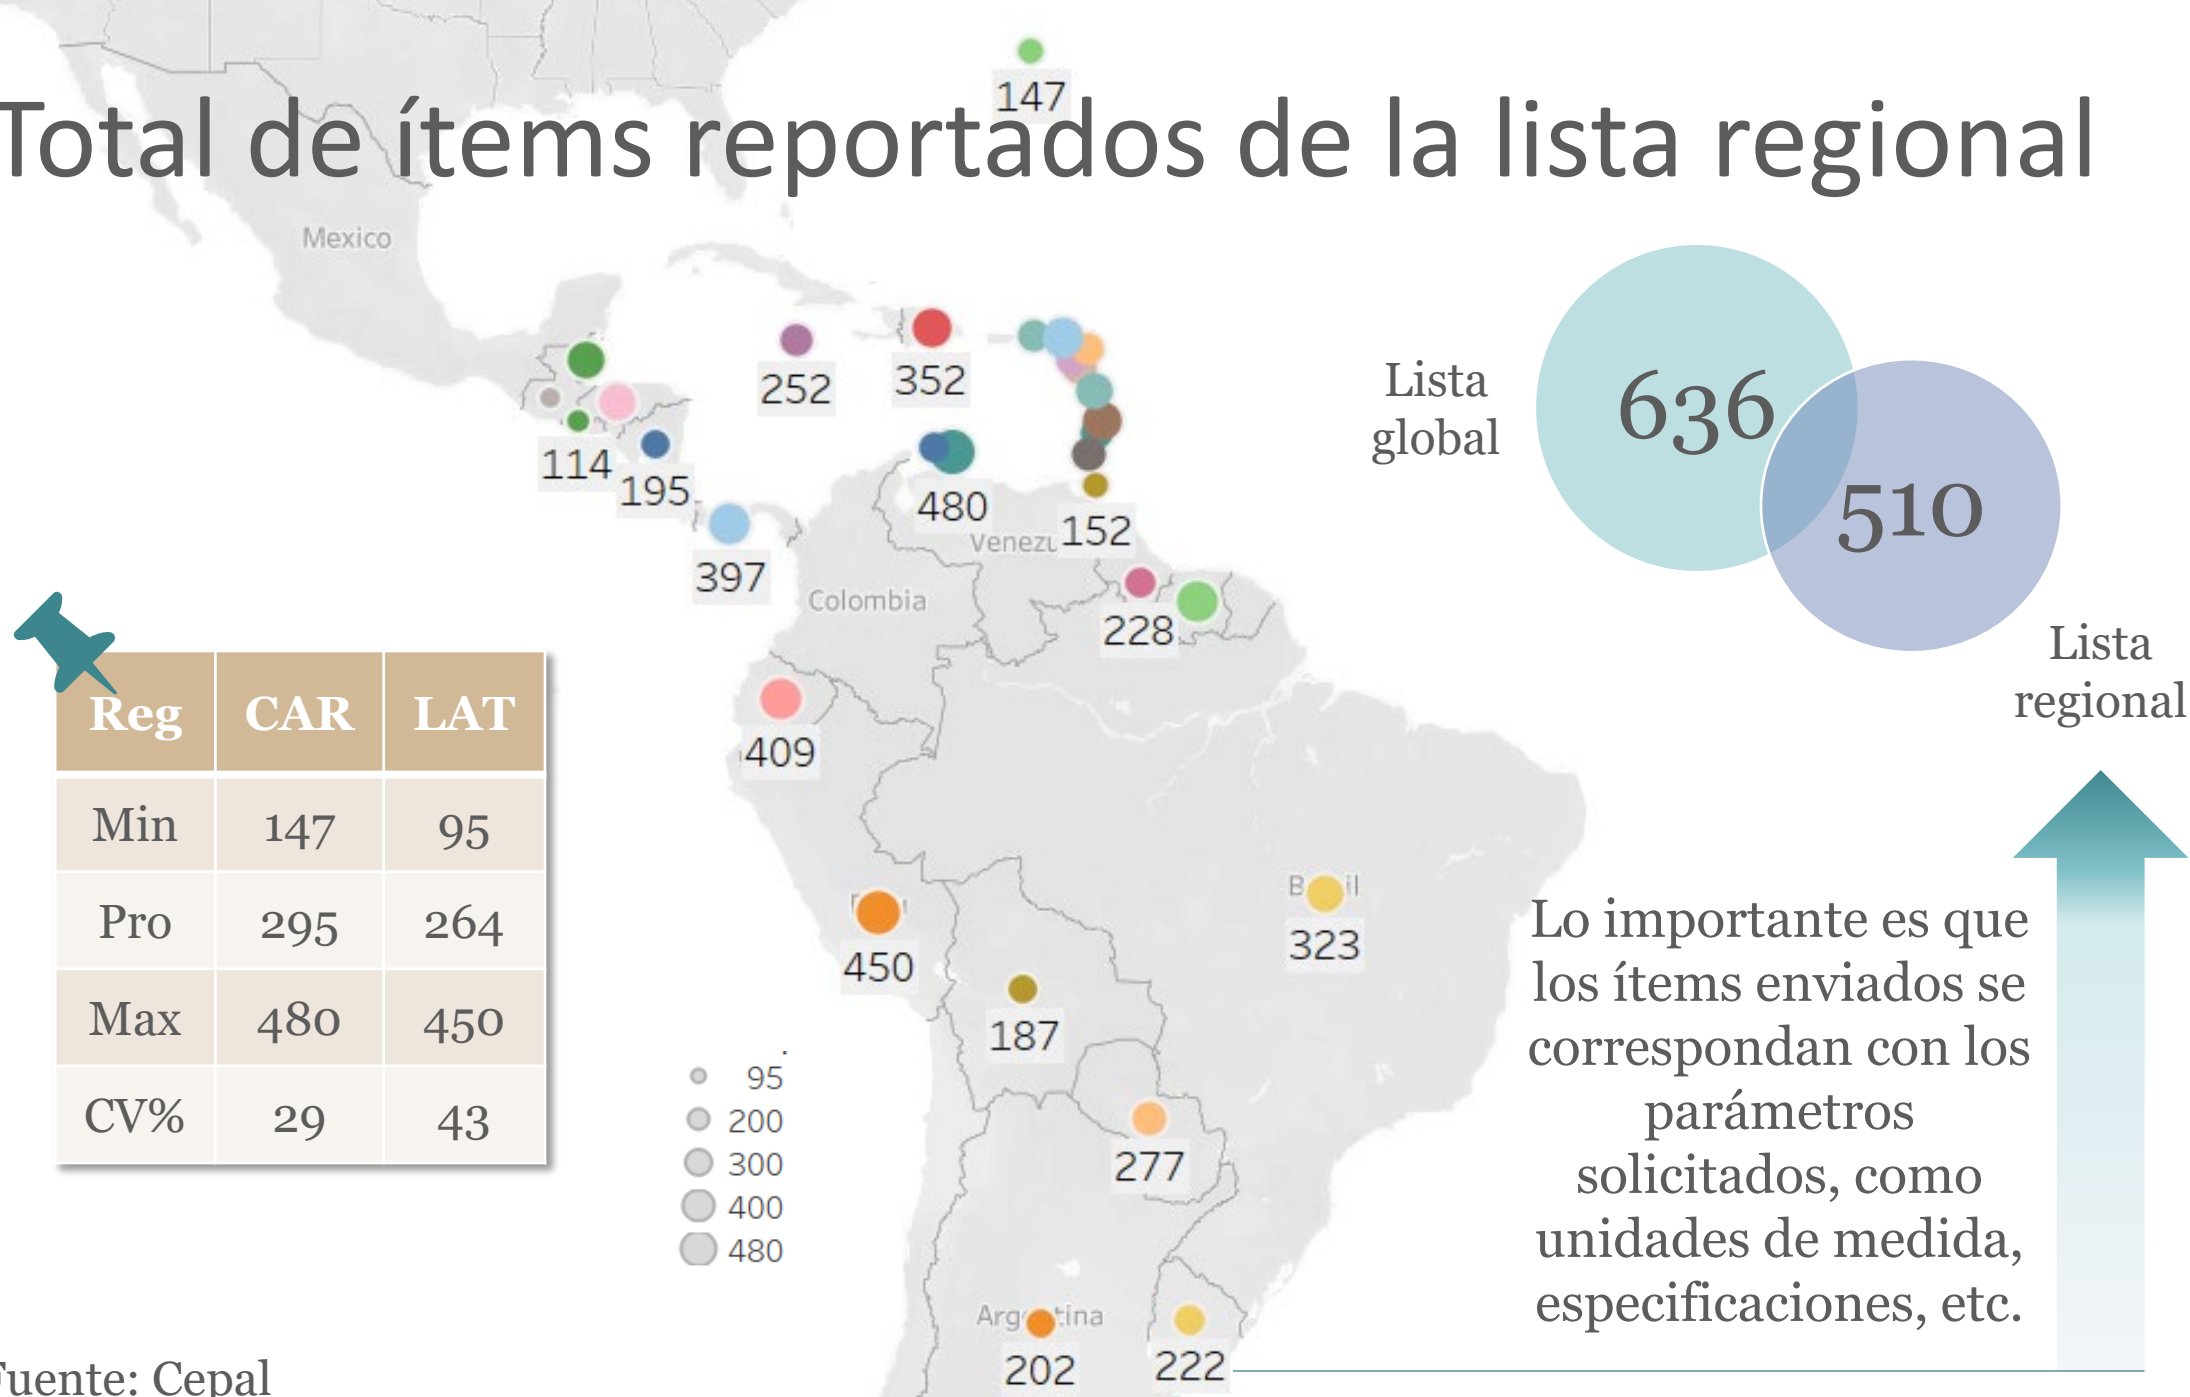 147
Total de ítems reportados de la lista regional
Mexico
252
352
114
195
480
152
Venezu
397
Colombia
228
409
450
323
187
277
Argentina
202
222
Lista
global
636
510
Lista
regional
Reg CAR LAT
Min 147 95
Pro 295 264
Max 480 450
CV% 29 43
95
200
300
400
480
Lo importante es que
los ítems enviados se
correspondan con los
parámetros
solicitados, como
unidades de medida,
especificaciones, etc.
Fuente: Cepal